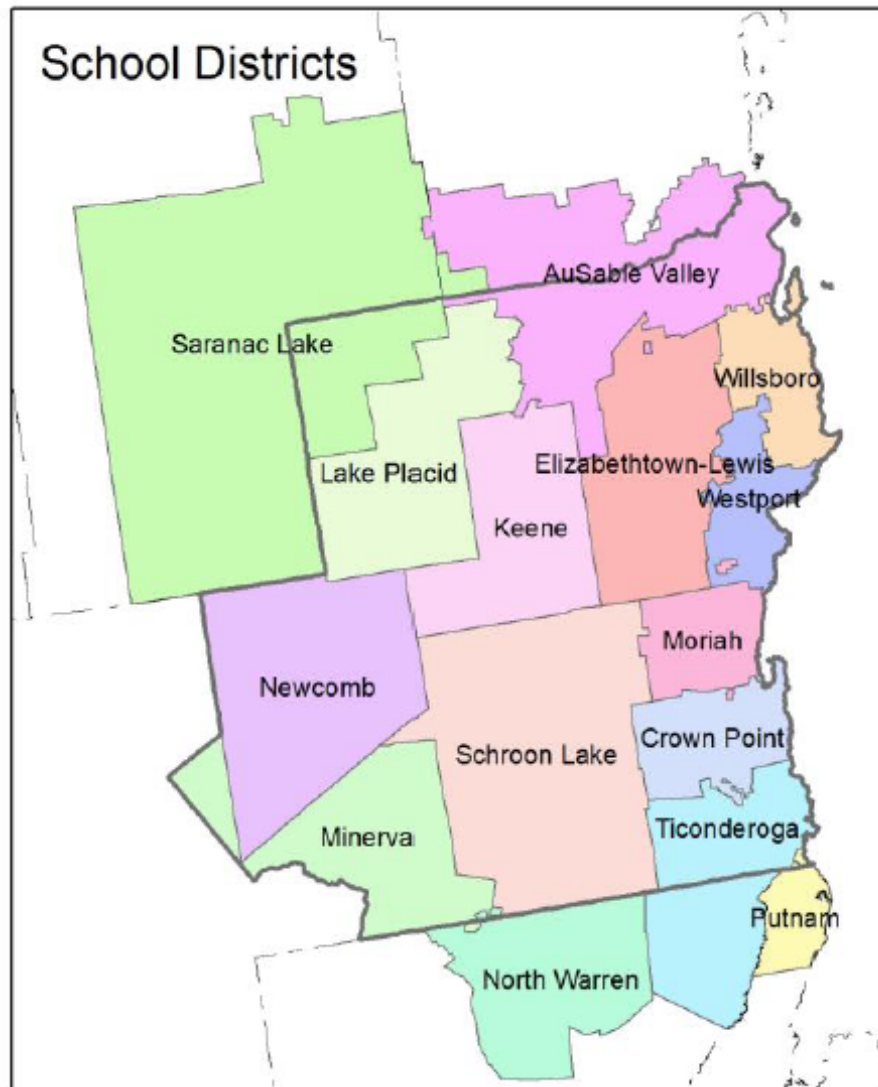 School Districts
AuSable Valley
Saranac Lake
Willsboro
Lake Placid
Elizabethtown-Lewis
Westport
Keene
Moriah
Newcomb
Crown Point
Schroon Lake
Ticonderoga
Minerva
Putnam
North Warren